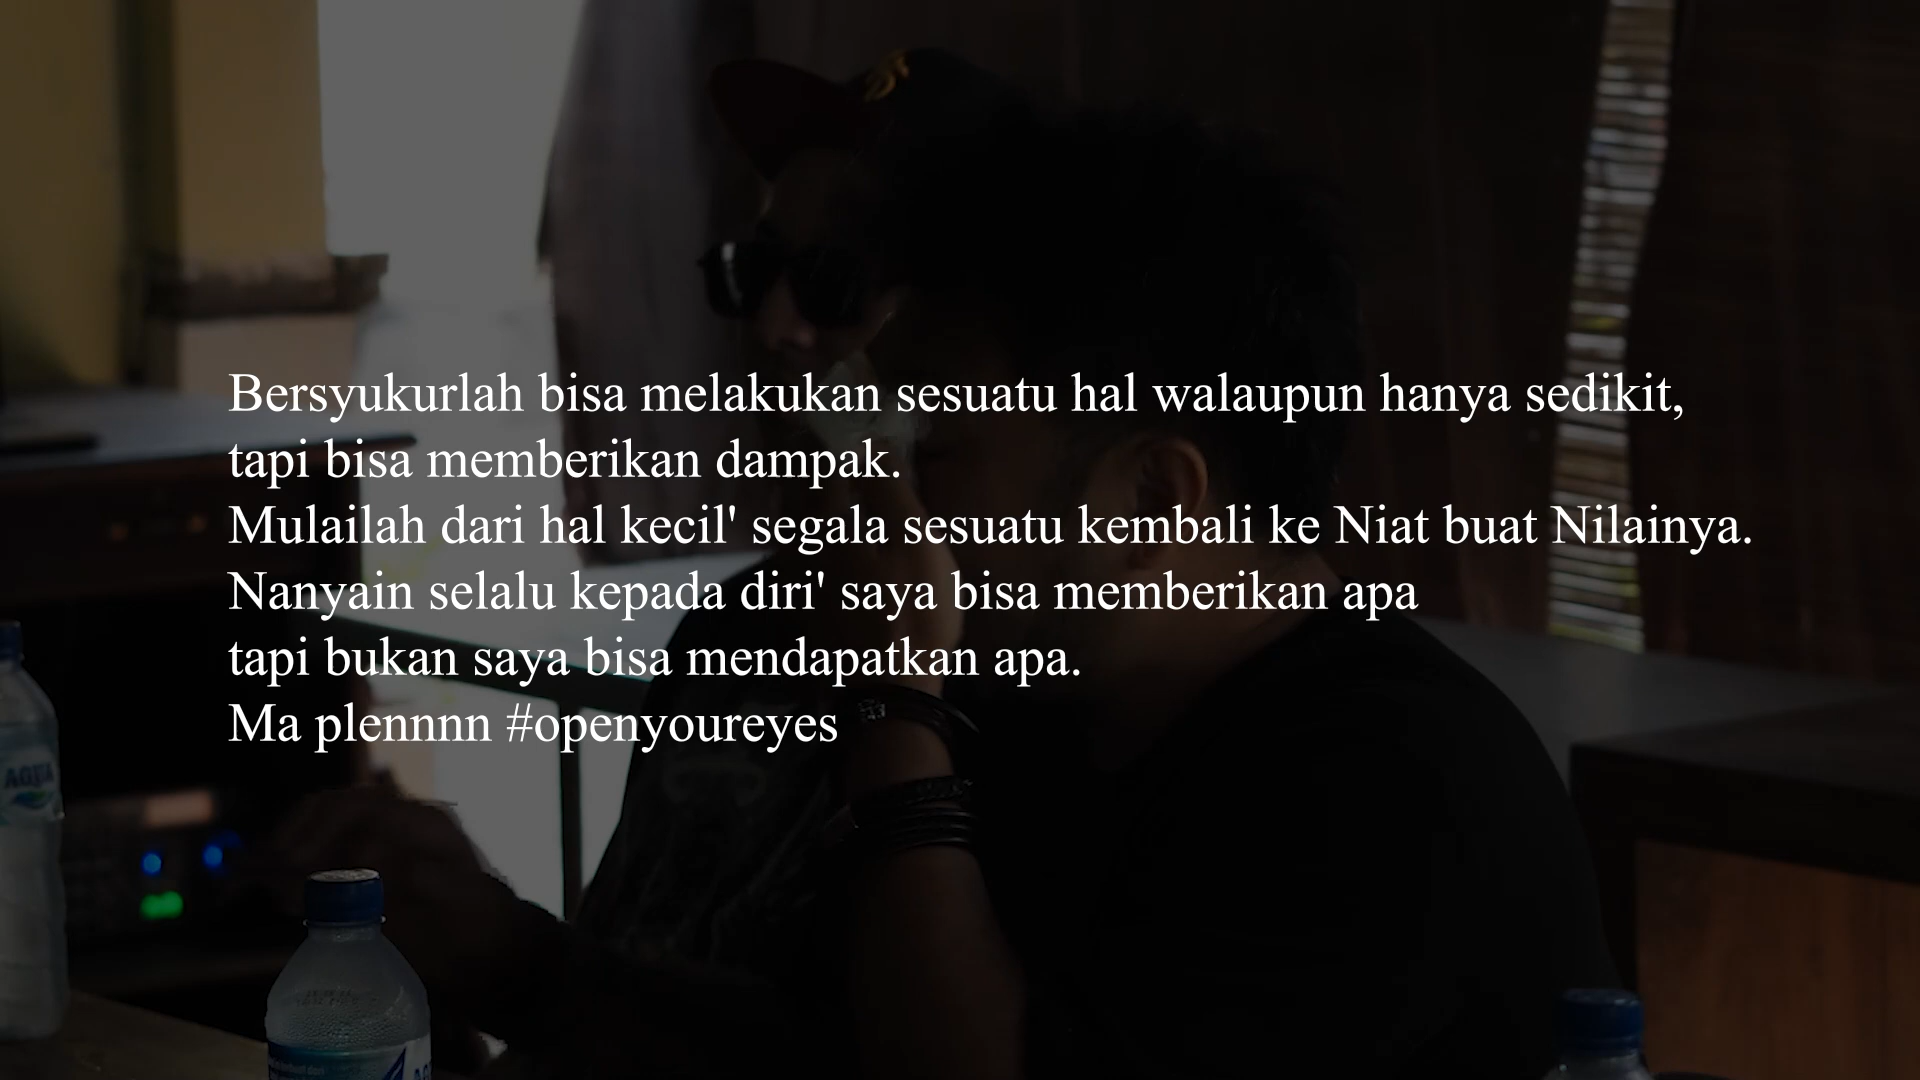 Bersyukurlah bisa melakukan sesuatu hal walaupun hanya sedikit,
tapi bisa memberikan dampak.
Mulailah dari hal kecil' segala sesuatu kembali ke Niat buat Nilainya.
Nanyain selalu kepada diri' saya bisa memberikan apa
tapi bukan saya bisa mendapatkan apa.
Ma plennnn #openyoureyes
AQUA